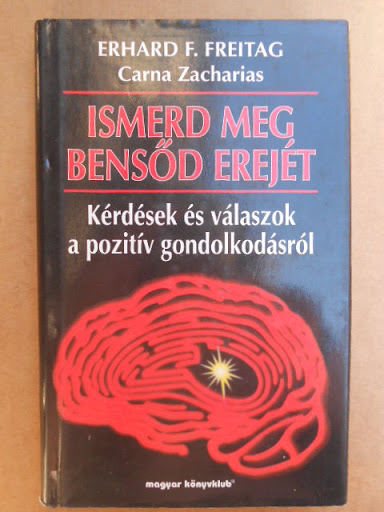 ERHARD F. FREITAG
Carna Zacharias
ISMERD MEG
BENSŐD EREJÉT
Kérdések és válaszok
a pozitív gondolkodásról
magyar könyvklub®